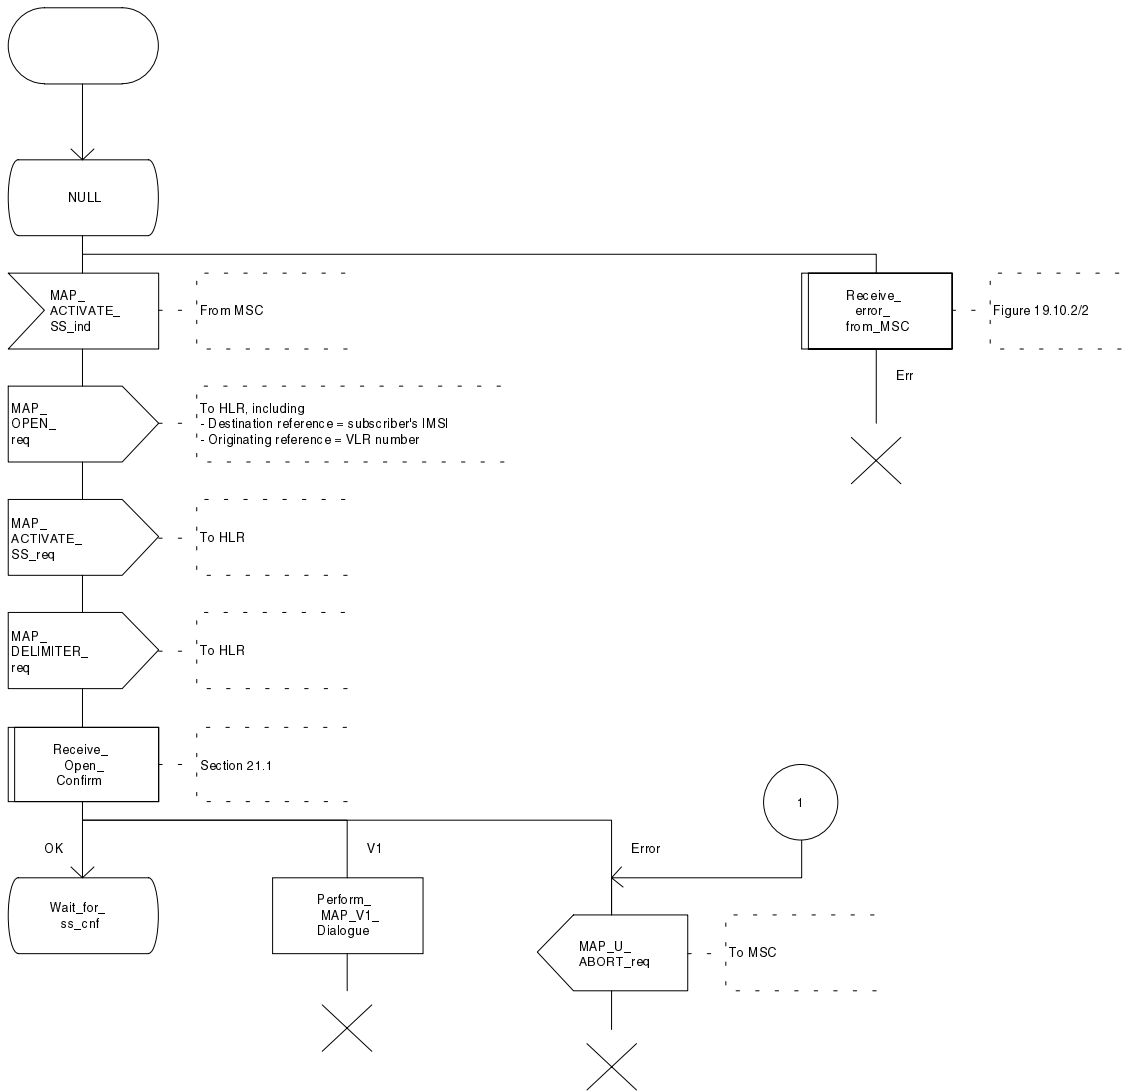 NULL
MAP_
ACTIVATE_
SS_ind
From MSC
Receive_
error_
from_MSC
Figure 19.10.2/2
Err
MAP_
OPEN_
req
To HLR, including
- Destination reference = subscriber's IMSI
- Originating reference = VLR number
MAP_
ACTIVATE_
SS_req
To HLR
MAP_
DELIMITER_
req
To HLR
Receive_
Open_
Confirm
Section 21.1
1
OK
V1
Error
Wait_for_
ss_cnf
Perform_
MAP_V1_
Dialogue
MAP_U_
ABORT_req
To MSC